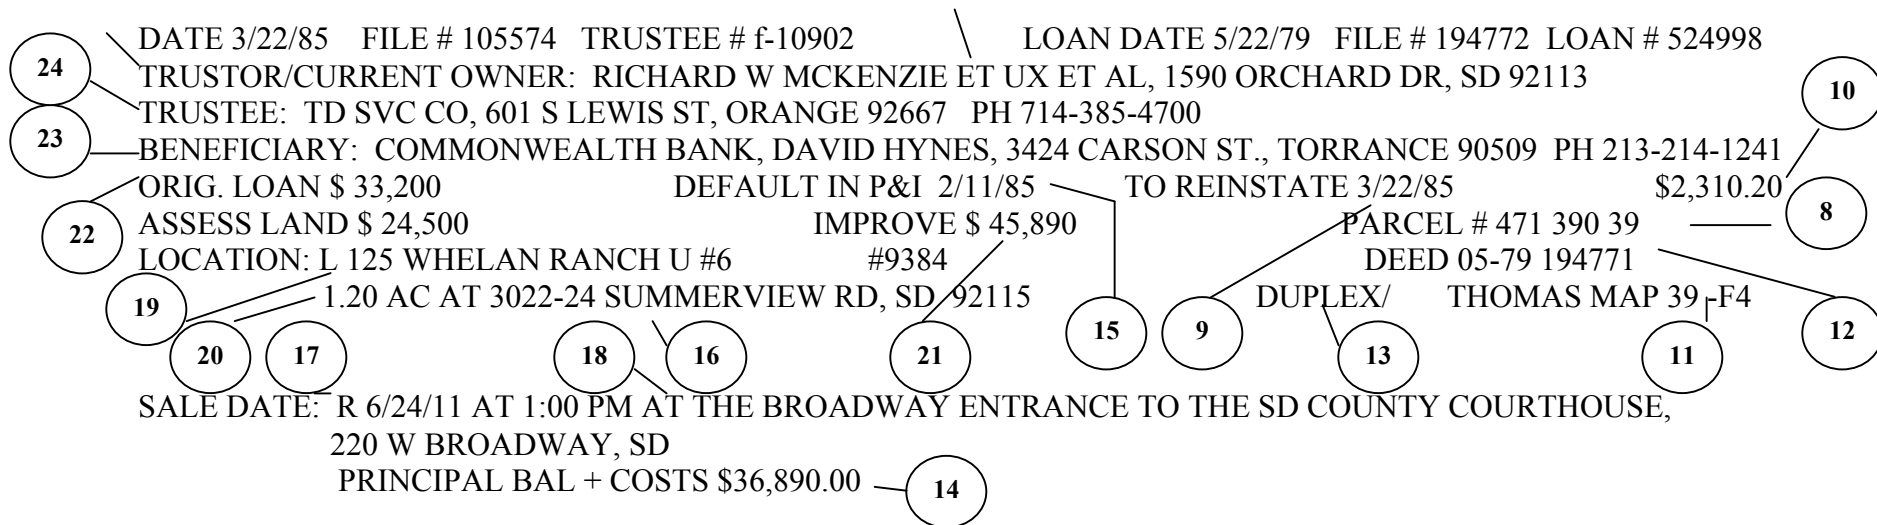 DATE 3/22/85 FILE # 105574 TRUSTEE # f-10902 LOAN DATE 5/22/79 FILE # 194772 LOAN # 524998
24 TRUSTOR/CURRENT OWNER: RICHARD W MCKENZIE ET UX ET AL, 1590 ORCHARD DR, SD 92113
TRUSTEE: TD SVC CO, 601 S LEWIS ST, ORANGE 92667 PH 714-385-4700 10
23 BENEFICIARY: COMMONWEALTH BANK, DAVID HYNES, 3424 CARSON ST., TORRANCE 90509 PH 213-214-1241
ORIG. LOAN $ 33,200 DEFAULT IN P&I 2/11/85 TO REINSTATE 3/22/85 $2,310.20
22 ASSESS LAND $ 24,500 IMPROVE $ 45,890 PARCEL # 471 390 39 8
LOCATION: L 125 WHELAN RANCH U #6 #9384 DEED 05-79 194771
19 1.20 AC AT 3022-24 SUMMERVIEW RD, SD 92115 DUPLEX/ THOMAS MAP 39 -F4
15 9 12
20 17 18 16 21 13 11
SALE DATE: R 6/24/11 AT 1:00 PM AT THE BROADWAY ENTRANCE TO THE SD COUNTY COURTHOUSE,
220 W BROADWAY, SD
PRINCIPAL BAL + COSTS $36,890.00 14